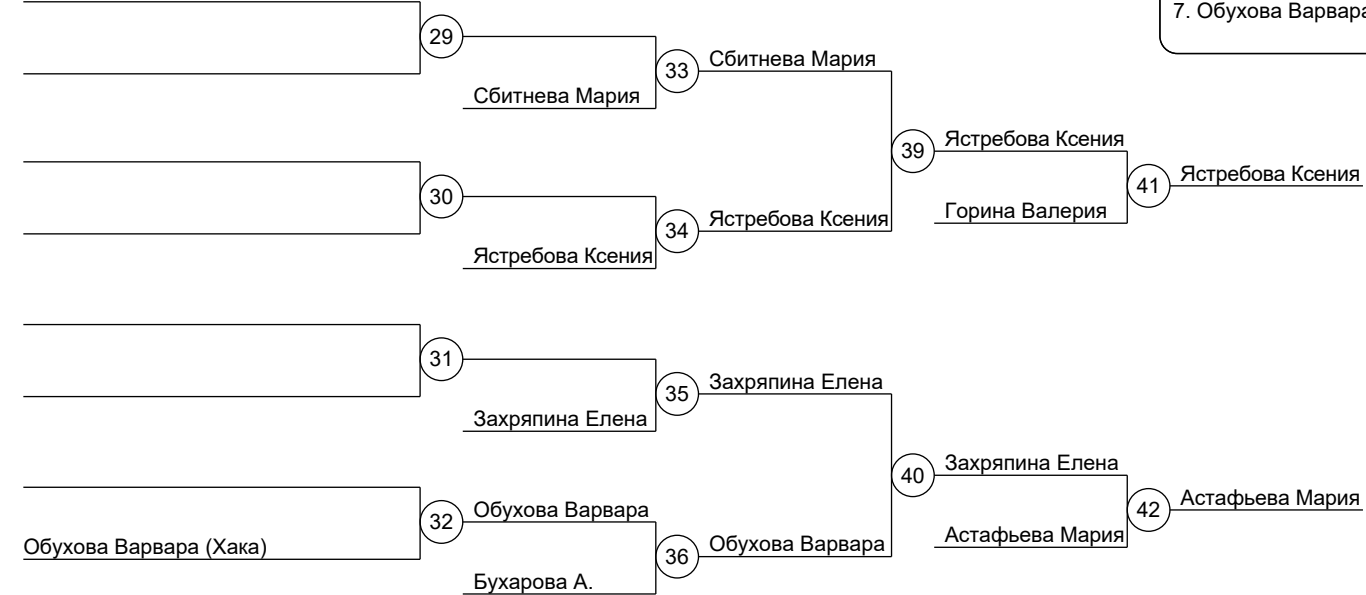 7. Обухова Варвара
29
Сбитнева Мария
33
Сбитнева Мария
39
Ястребова Ксения
30
Ястребова Ксения
34
Ястребова Ксения
Горина Валерия
41
Ястребова Ксения
31
Захряпина Елена
35
Захряпина Елена
40
Захряпина Елена
Обухова Варвара (Хака)
32
Обухова Варвара
Бухарова А.
36
Обухова Варвара
Астафьева Мария
42
Астафьева Мария